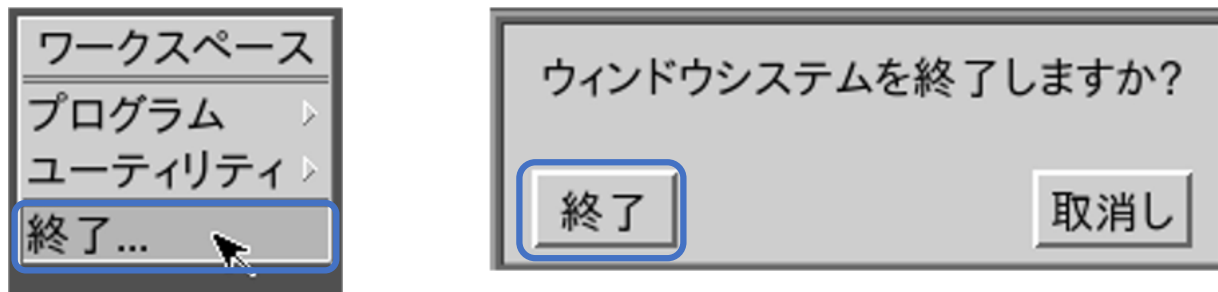 ワークスペース
プログラム
ユーティリティ
終了...
ウィンドウシステムを終了しますか?
終了
取消し